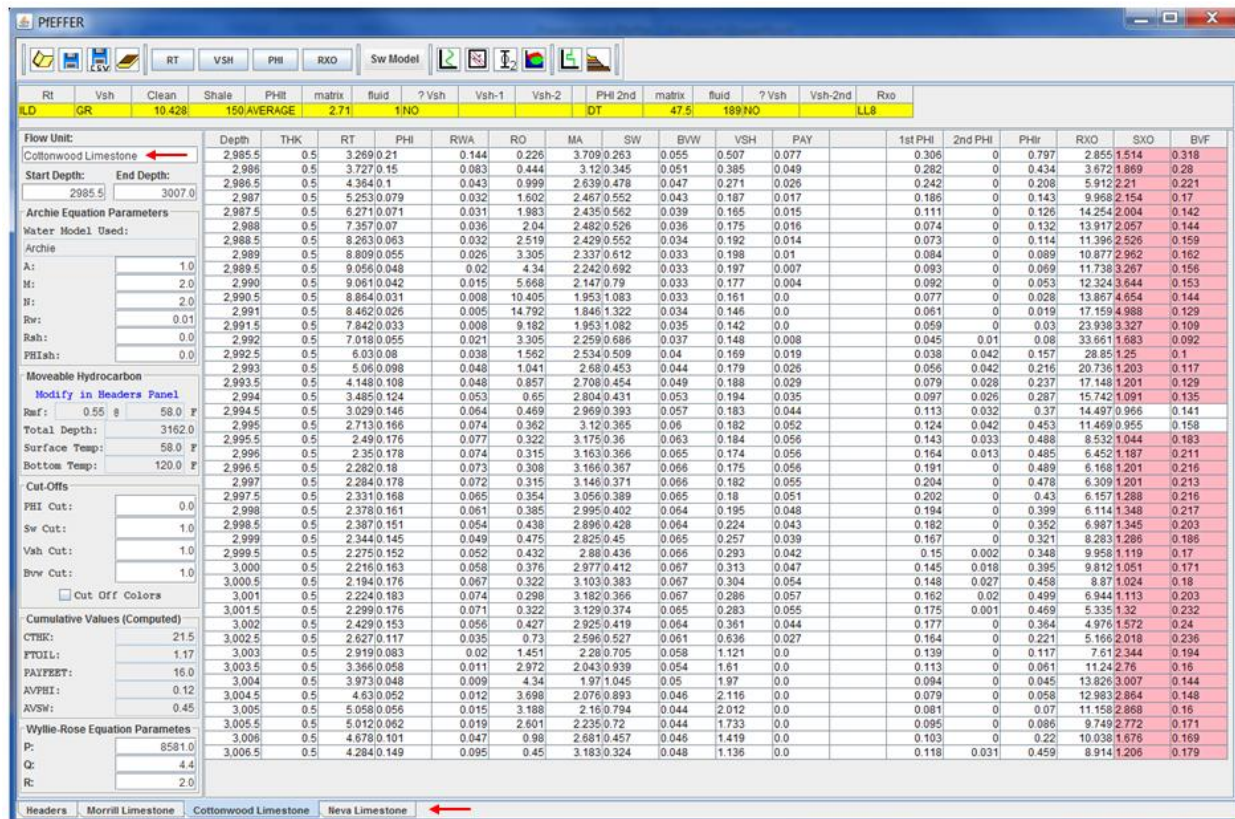 PfEFFER
CSV RT VSH PHI RXO Sw Model Φ2
Rt Vsh Clean Shale PHIt matrix fluid ? Vsh Vsh-1 Vsh-2 PHI 2nd matrix fluid ? Vsh Vsh-2nd Rxo
ILD GR 10.428 150 AVERAGE 2.71 1 NO DT 47.5 189 NO LL8
Flow Unit:
Cottonwood Limestone
Start Depth: End Depth:
2985.5 3007.0
Archie Equation Parameters
Water Model Used:
Archie
A: 1.0
M: 2.0
N: 2.0
Rw: 0.01
Rsh: 0.0
PHIsh: 0.0
Moveable Hydrocarbon
Modify in Headers Panel
Rmf: 0.55 @ 58.0 F
Total Depth: 3162.0
Surface Temp: 58.0 F
Bottom Temp: 120.0 F
Cut-Offs
PHI Cut: 0.0
Sw Cut: 1.0
Vsh Cut: 1.0
Bvw Cut: 1.0
Cut Off Colors
Cumulative Values (Computed)
CTHK: 21.5
FTOIL: 1.17
PAYFEET: 16.0
AVPHI: 0.12
AVSW: 0.45
Wyllie-Rose Equation Parametes
P: 8581.0
Q: 4.4
R: 2.0
Depth THK RT PHI RWA RO MA SW BVW VSH PAY 1st PHI 2nd PHI PHIr RXO SXO BVF
2,985.5 0.5 3.269 0.21 0.144 0.226 3.709 0.263 0.055 0.507 0.077 0.306 0 0.797 2.855 1.514 0.318
2,986 0.5 3.727 0.15 0.083 0.444 3.12 0.345 0.051 0.385 0.049 0.282 0 0.434 3.672 1.869 0.28
2,986.5 0.5 4.364 0.1 0.043 0.999 2.639 0.478 0.047 0.271 0.026 0.242 0 0.208 5.912 2.21 0.221
2,987 0.5 5.253 0.079 0.032 1.602 2.467 0.552 0.043 0.187 0.017 0.186 0 0.143 9.968 2.154 0.17
2,987.5 0.5 6.271 0.071 0.031 1.983 2.435 0.562 0.039 0.165 0.015 0.111 0 0.126 14.254 2.004 0.142
2,988 0.5 7.357 0.07 0.036 2.04 2.482 0.526 0.036 0.175 0.016 0.074 0 0.132 13.917 2.057 0.144
2,988.5 0.5 8.263 0.063 0.032 2.519 2.429 0.552 0.034 0.192 0.014 0.073 0 0.114 11.396 2.526 0.159
2,989 0.5 8.809 0.055 0.026 3.305 2.337 0.612 0.033 0.198 0.01 0.084 0 0.089 10.877 2.962 0.162
2,989.5 0.5 9.056 0.048 0.02 4.34 2.242 0.692 0.033 0.197 0.007 0.093 0 0.069 11.738 3.267 0.156
2,990 0.5 9.061 0.042 0.015 5.668 2.147 0.79 0.033 0.177 0.004 0.092 0 0.053 12.324 3.644 0.153
2,990.5 0.5 8.864 0.031 0.008 10.405 1.953 1.083 0.033 0.161 0.0 0.077 0 0.028 13.867 4.654 0.144
2,991 0.5 8.462 0.026 0.005 14.792 1.846 1.322 0.034 0.146 0.0 0.061 0 0.019 17.159 4.988 0.129
2,991.5 0.5 7.842 0.033 0.008 9.182 1.953 1.082 0.035 0.142 0.0 0.059 0 0.03 23.938 3.327 0.109
2,992 0.5 7.018 0.055 0.021 3.305 2.259 0.686 0.037 0.148 0.008 0.045 0.01 0.08 33.661 1.683 0.092
2,992.5 0.5 6.03 0.08 0.038 1.562 2.534 0.509 0.04 0.169 0.019 0.038 0.042 0.157 28.85 1.25 0.1
2,993 0.5 5.06 0.098 0.048 1.041 2.68 0.453 0.044 0.179 0.026 0.056 0.042 0.216 20.736 1.203 0.117
2,993.5 0.5 4.148 0.108 0.048 0.857 2.708 0.454 0.049 0.188 0.029 0.079 0.028 0.237 17.148 1.201 0.129
2,994 0.5 3.485 0.124 0.053 0.65 2.804 0.431 0.053 0.194 0.035 0.097 0.026 0.287 15.742 1.091 0.135
2,994.5 0.5 3.029 0.146 0.064 0.469 2.969 0.393 0.057 0.183 0.044 0.113 0.032 0.37 14.497 0.966 0.141
2,995 0.5 2.713 0.166 0.074 0.362 3.12 0.365 0.06 0.182 0.052 0.124 0.042 0.453 11.469 0.955 0.158
2,995.5 0.5 2.49 0.176 0.077 0.322 3.175 0.36 0.063 0.184 0.056 0.143 0.033 0.488 8.532 1.044 0.183
2,996 0.5 2.35 0.178 0.074 0.315 3.163 0.366 0.065 0.174 0.056 0.164 0.013 0.485 6.452 1.187 0.211
2,996.5 0.5 2.282 0.18 0.073 0.308 3.166 0.367 0.066 0.175 0.056 0.191 0 0.489 6.168 1.201 0.216
2,997 0.5 2.284 0.178 0.072 0.315 3.146 0.371 0.066 0.182 0.055 0.204 0 0.478 6.309 1.201 0.213
2,997.5 0.5 2.331 0.168 0.065 0.354 3.056 0.389 0.065 0.18 0.051 0.202 0 0.43 6.157 1.288 0.216
2,998 0.5 2.378 0.161 0.061 0.385 2.995 0.402 0.064 0.195 0.048 0.194 0 0.399 6.114 1.348 0.217
2,998.5 0.5 2.387 0.151 0.054 0.438 2.896 0.428 0.064 0.224 0.043 0.182 0 0.352 6.987 1.345 0.203
2,999 0.5 2.344 0.145 0.049 0.475 2.825 0.45 0.065 0.257 0.039 0.167 0 0.321 8.283 1.286 0.186
2,999.5 0.5 2.275 0.152 0.052 0.432 2.88 0.436 0.066 0.293 0.042 0.15 0.002 0.348 9.958 1.119 0.17
3,000 0.5 2.216 0.163 0.058 0.376 2.977 0.412 0.067 0.313 0.047 0.145 0.018 0.395 9.812 1.051 0.171
3,000.5 0.5 2.194 0.176 0.067 0.322 3.103 0.383 0.067 0.304 0.054 0.148 0.027 0.458 8.87 1.024 0.18
3,001 0.5 2.224 0.183 0.074 0.298 3.182 0.366 0.067 0.286 0.057 0.162 0.02 0.499 6.944 1.113 0.203
3,001.5 0.5 2.299 0.176 0.071 0.322 3.129 0.374 0.065 0.283 0.055 0.175 0.001 0.469 5.335 1.32 0.232
3,002 0.5 2.429 0.153 0.056 0.427 2.925 0.419 0.064 0.361 0.044 0.177 0 0.364 4.976 1.572 0.24
3,002.5 0.5 2.627 0.117 0.035 0.73 2.596 0.527 0.061 0.636 0.027 0.164 0 0.221 5.166 2.018 0.236
3,003 0.5 2.919 0.083 0.02 1.451 2.28 0.705 0.058 1.121 0.0 0.139 0 0.117 7.61 2.344 0.194
3,003.5 0.5 3.366 0.058 0.011 2.972 2.043 0.939 0.054 1.61 0.0 0.113 0 0.061 11.24 2.76 0.16
3,004 0.5 3.973 0.048 0.009 4.34 1.97 1.045 0.05 1.97 0.0 0.094 0 0.045 13.826 3.007 0.144
3,004.5 0.5 4.63 0.052 0.012 3.698 2.076 0.893 0.046 2.116 0.0 0.079 0 0.058 12.983 2.864 0.148
3,005 0.5 5.058 0.056 0.015 3.188 2.16 0.794 0.044 2.012 0.0 0.081 0 0.07 11.158 2.868 0.16
3,005.5 0.5 5.012 0.062 0.019 2.601 2.235 0.72 0.044 1.733 0.0 0.095 0 0.086 9.749 2.772 0.171
3,006 0.5 4.678 0.101 0.047 0.98 2.681 0.457 0.046 1.419 0.0 0.103 0 0.22 10.038 1.676 0.169
3,006.5 0.5 4.284 0.149 0.095 0.45 3.183 0.324 0.048 1.136 0.0 0.118 0.031 0.459 8.914 1.206 0.179
Headers Morrill Limestone Cottonwood Limestone Neva Limestone